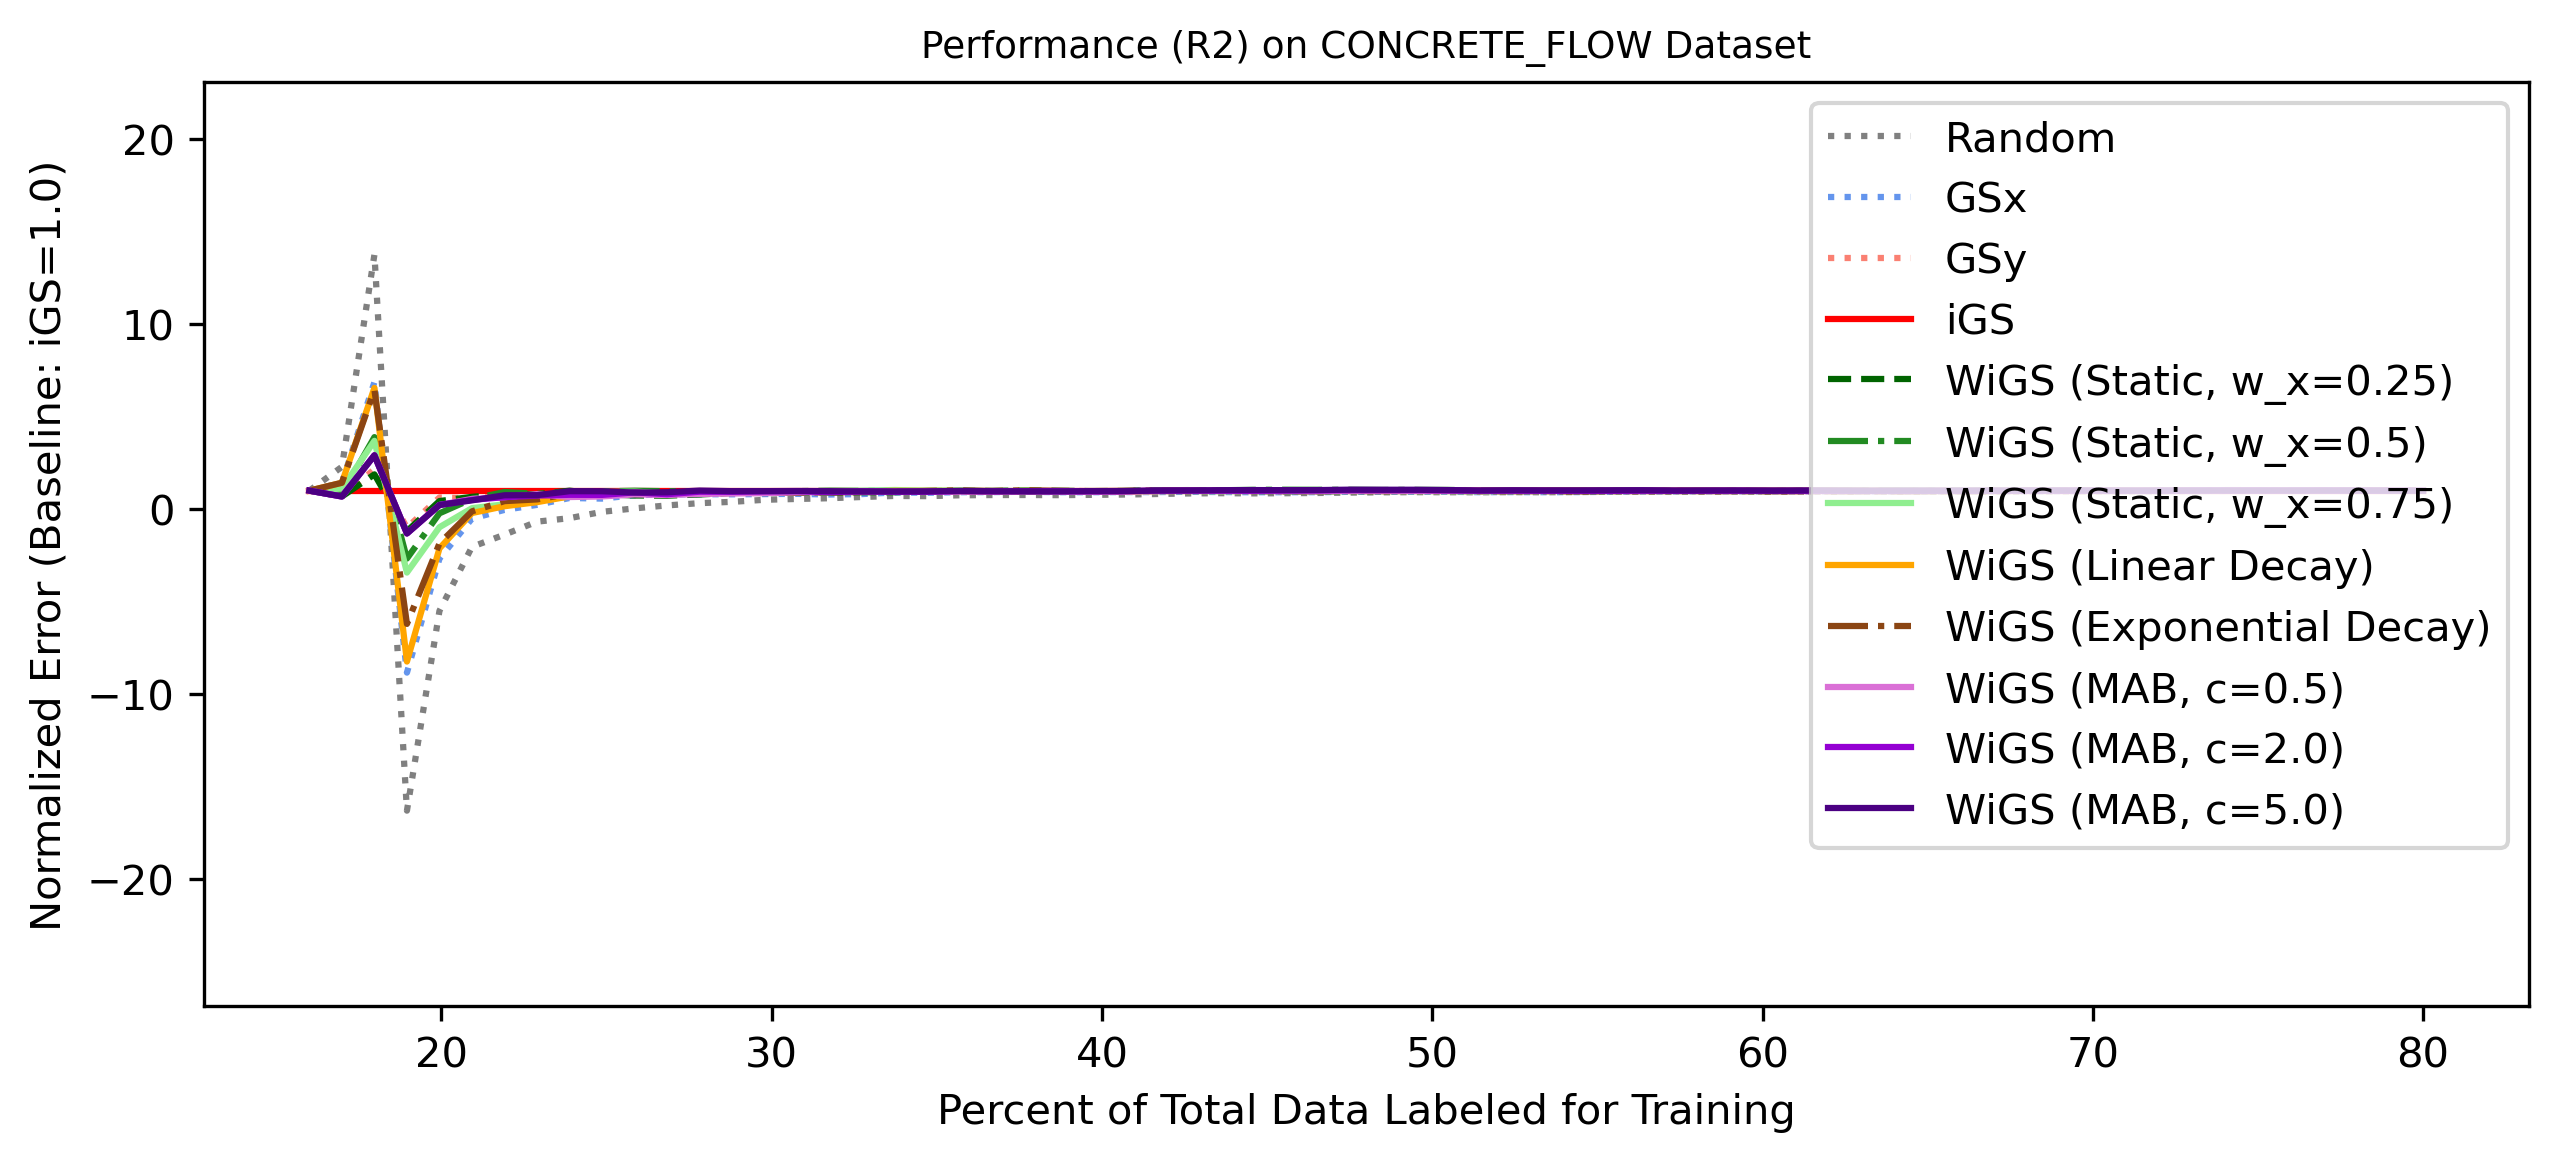 Performance (R2) on CONCRETE_FLOW Dataset
Normalized Error (Baseline: iGS=1.0)
20
10
0
−10
−20
Random
GSx
GSy
iGS
WiGS (Static, w_x=0.25)
WiGS (Static, w_x=0.5)
WiGS (Static, w_x=0.75)
WiGS (Linear Decay)
WiGS (Exponential Decay)
WiGS (MAB, c=0.5)
WiGS (MAB, c=2.0)
WiGS (MAB, c=5.0)
20 30 40 50 60 70 80
Percent of Total Data Labeled for Training